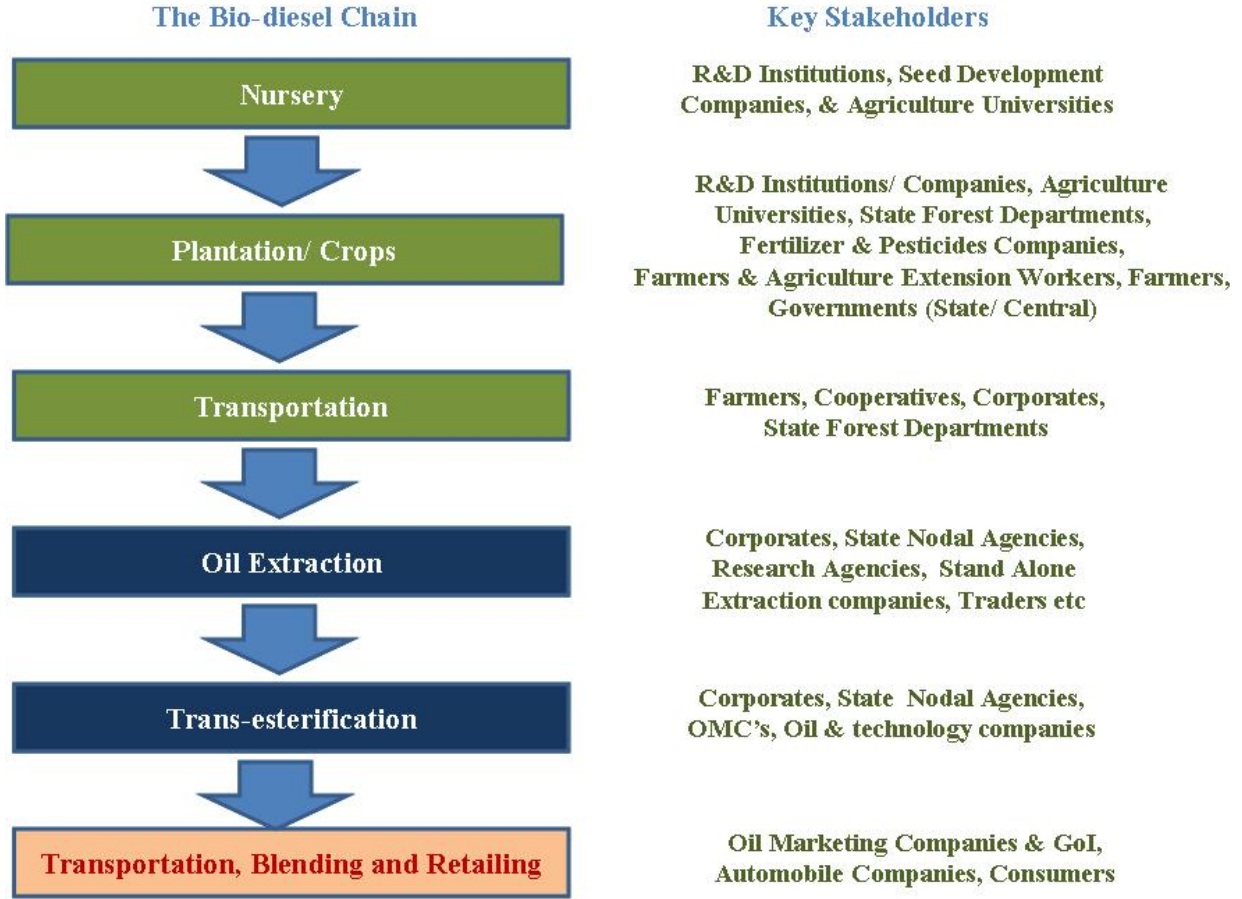 The Bio-diesel Chain
Key Stakeholders
Nursery
R&D Institutions, Seed Development
Companies, & Agriculture Universities
Plantation/ Crops
R&D Institutions/ Companies, Agriculture
Universities, State Forest Departments,
Fertilizer & Pesticides Companies,
Farmers & Agriculture Extension Workers, Farmers,
Governments (State/ Central)
Transportation
Farmers, Cooperatives, Corporates,
State Forest Departments
Oil Extraction
Corporates, State Nodal Agencies,
Research Agencies, Stand Alone
Extraction companies, Traders etc
Trans-esterification
Corporates, State Nodal Agencies,
OMC’s, Oil & technology companies
Transportation, Blending and Retailing
Oil Marketing Companies & GoI,
Automobile Companies, Consumers